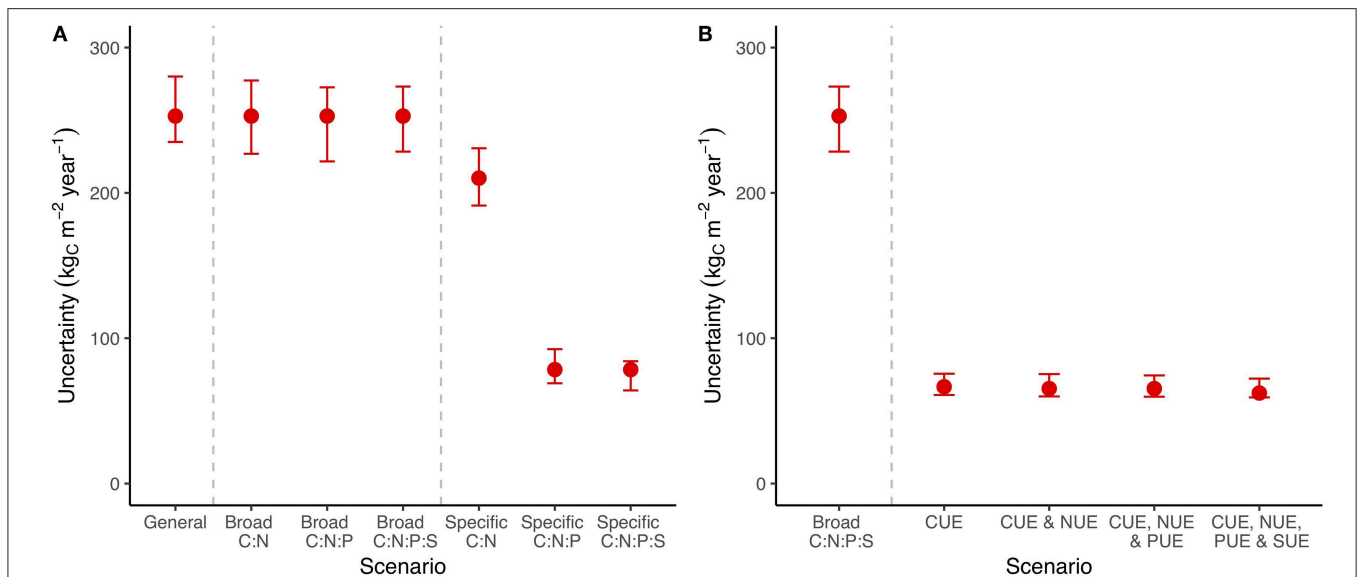 A
Uncertainty (kgC m−2 year−1)
300
200
100
0
General
Broad
C:N
Broad
C:N:P
Broad
C:N:P:S
Specific
C:N
Specific
C:N:P
Specific
C:N:P:S
Scenario
B
Uncertainty (kgC m−2 year−1)
300
200
100
0
Broad
C:N:P:S
CUE
CUE & NUE
CUE, NUE
& PUE
CUE, NUE,
PUE & SUE
Scenario